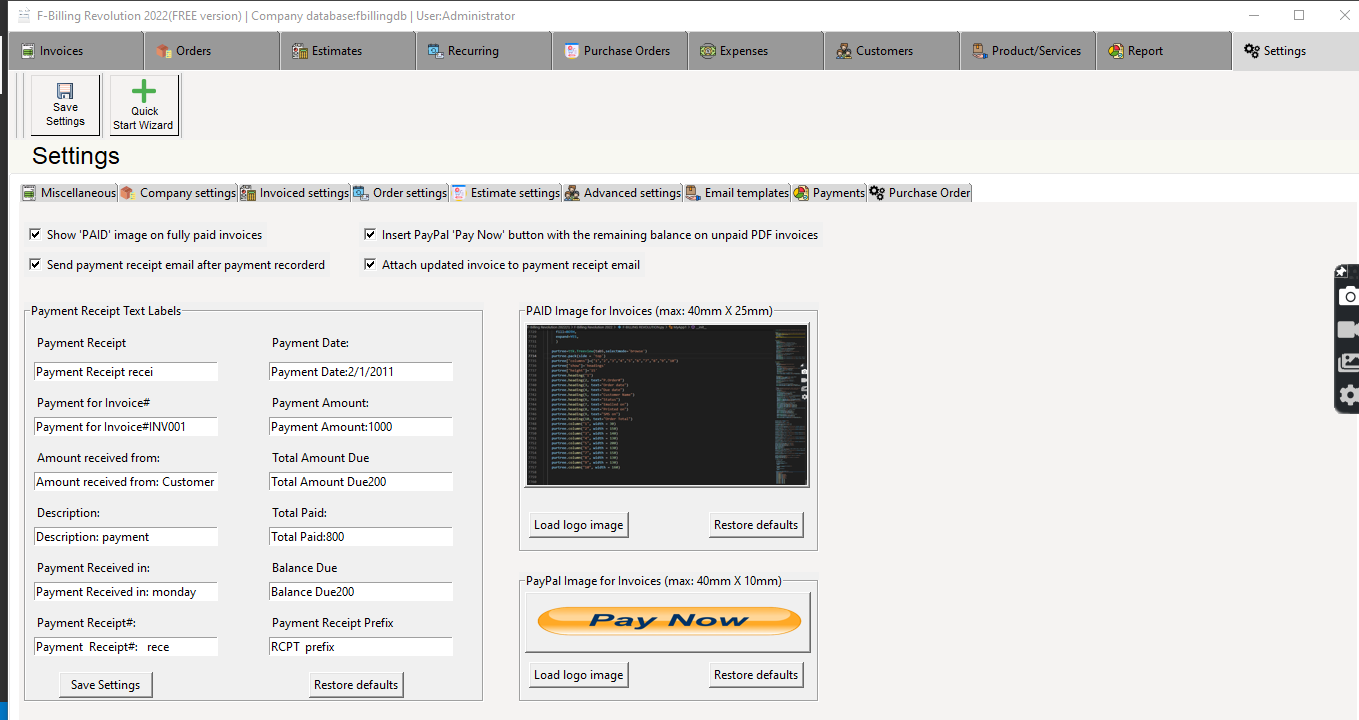 F-Billing Revolution 2022(FREE version) | Company database:fbillingdb | User:Administrator
Invoices Orders Estimates Recurring Purchase Orders Expenses Customers Product/Services Report Settings
Save Settings
Quick Start Wizard
Settings
Miscellaneous Company settings Invoiced settings Order settings Estimate settings Advanced settings Email templates Payments Purchase Order
Show 'PAID' image on fully paid invoices
Insert PayPal 'Pay Now' button with the remaining balance on unpaid PDF invoices
Send payment receipt email after payment recorderd
Attach updated invoice to payment receipt email
Payment Receipt Text Labels
Payment Receipt
Payment Date:
Payment Receipt recei
Payment Date:2/1/2011
Payment for Invoice#
Payment Amount:
Payment for Invoice#INV001
Payment Amount:1000
Amount received from:
Total Amount Due
Amount received from: Customer
Total Amount Due200
Description:
Total Paid:
Description: payment
Total Paid:800
Payment Received in:
Balance Due
Payment Received in: monday
Balance Due200
Payment Receipt#:
Payment Receipt Prefix
Payment  Receipt#:   rece
RCPT  prefix
Save Settings
Restore defaults
PAID Image for Invoices (max: 40mm X 25mm)
Load logo image
Restore defaults
PayPal Image for Invoices (max: 40mm X 10mm)
Pay Now
Load logo image
Restore defaults